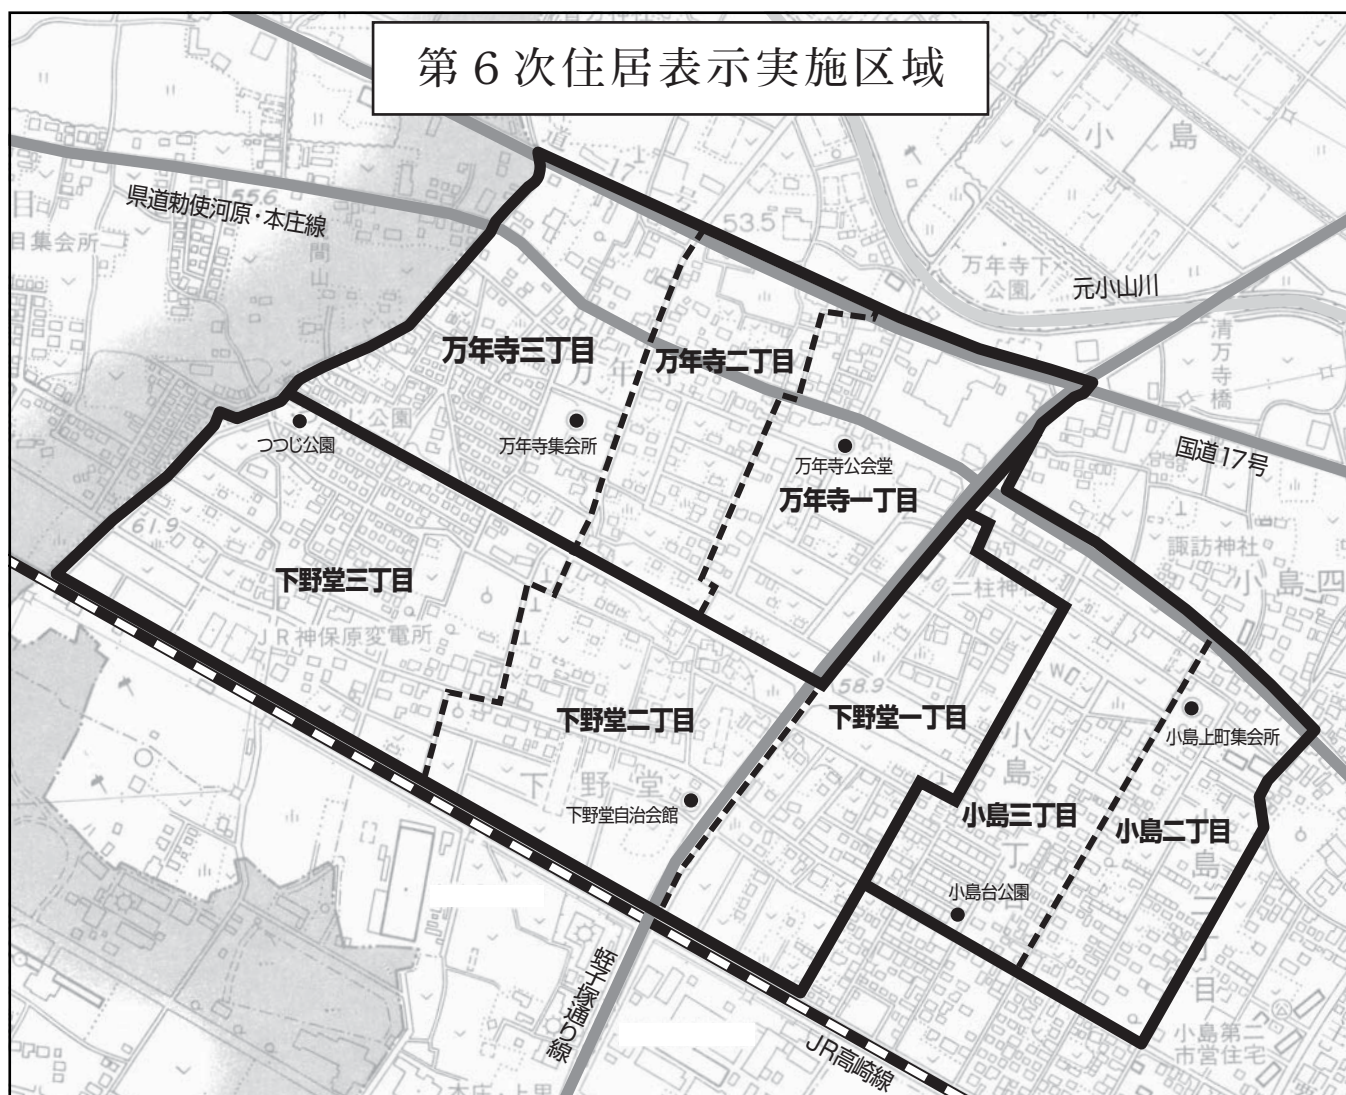 第６次住居表示実施区域
小島
県道勅使河原・本庄線
56.6
目集会所
53.5
万年寺下
公園
元小山川
清万寺橋
万年寺三丁目
万年寺二丁目
国道17号
つつじ公園
万年寺集会所
万年寺公会堂
万年寺一丁目
61.9
諏訪神社
小島四
下野堂三丁目
二柱神
JR神保原変電所
58.9
下野堂二丁目
下野堂一丁目
小島上町集会所
下野堂
下野堂自治会館
小島三丁目
小島二丁目
小島台公園
蛭子塚通り線
JR高崎線
小島第二
市営住宅
本庄・上里